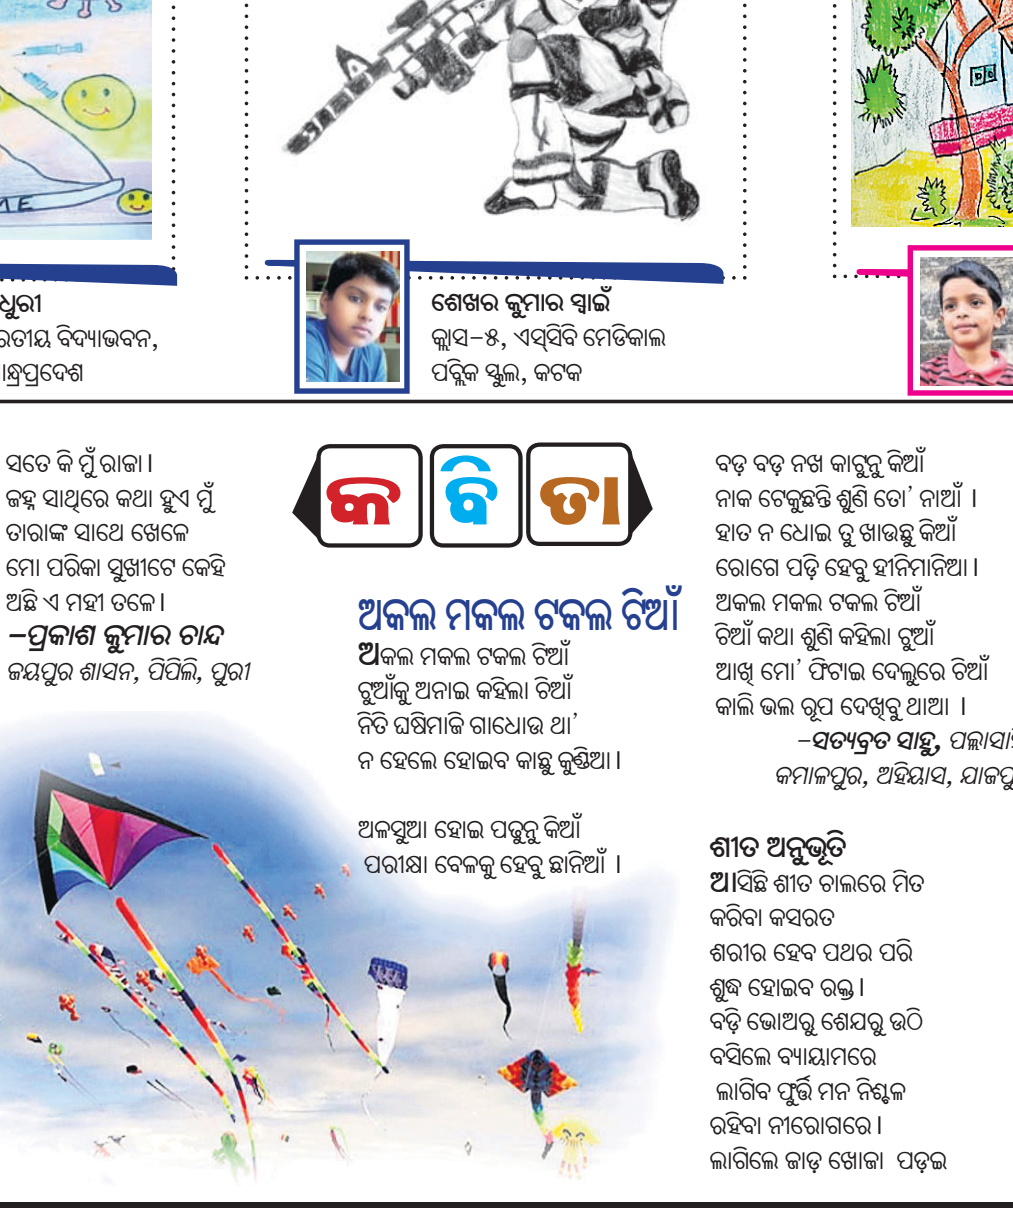 ଧୁରୀ
ରତୀୟ ବିଦ୍ୟାଭବନ,
ାନ୍ଧ୍ରପ୍ରଦେଶ
ଶେଖର କୁମାର ସ୍ୱାଇଁ
କ୍ଲାସ-୫, ଏସ୍‌ସିବି ମେଡିକାଲ
ପବ୍ଲିକ ସ୍କୁଲ, କଟକ
ସତେ କି ମୁଁ ରାଜା ।
ଜହ୍ନ ସାଥିରେ କଥା ହୁଏ ମୁଁ
ତାରାଙ୍କ ସାଥେ ଖେଳେ
ମୋ ପରିକା ସୁଖୀଟେ କେହି
ଅଛି ଏ ମହୀ ତଳେ ।
-ପ୍ରକାଶ କୁମାର ଚାନ୍ଦ
ଜୟପୁର ଶାସନ, ପିପିଲି, ପୁରୀ
କବିତା
ଅକଲ ମକଲ ଟକଲ ଟିଆଁ
ଅକଲ ମକଲ ଟକଲ ଟିଆଁ
ଟୁଆଁକୁ ଅନାଇ କହିଲା ଟିଆଁ
ନିତି ଘଷିମାଜି ଗାଧୋଉ ଥା’
ନ ହେଲେ ହୋଇବ କାଛୁ କୁଣ୍ଡିଆ ।
ଅଳସୁଆ ହୋଇ ପଢୁନୁ କିଆଁ
ପରୀକ୍ଷା ବେଳକୁ ହେବୁ ଛାନିଆଁ ।
ବଡ଼ ବଡ଼ ନଖ କାଟୁନୁ କିଆଁ
ନାକ ଟେକୁଛନ୍ତି ଶୁଣି ତୋ’ ନାଆଁ ।
ହାତ ନ ଧୋଇ ତୁ ଖାଉଛୁ କିଆଁ
ରୋଗେ ପଡ଼ି ହେବୁ ହୀନିମାନିଆ ।
ଅକଲ ମକଲ ଟକଲ ଟିଆଁ
ଟିଆଁ କଥା ଶୁଣି କହିଲା ଟୁଆଁ
ଆଖି ମୋ’ ଫିଟାଇ ଦେଲୁରେ ଟିଆଁ
କାଲି ଭଲ ରୂପ ଦେଖିବୁ ଥାଆ ।
-ସତ୍ୟବ୍ରତ ସାହୁ, ପଲ୍ଲାସା
କମାଳପୁର, ଅହିୟାସ, ଯାଜପୁ
ଶୀତ ଅନୁଭୂତି
ଆସିଛି ଶୀତ ଚାଲରେ ମିତ
କରିବା କସରତ
ଶରୀର ହେବ ପଥର ପରି
ଶୁଦ୍ଧ ହୋଇବ ରକ୍ତ ।
ବଡ଼ି ଭୋଅରୁ ଶେଯରୁ ଉଠି
ବସିଲେ ବ୍ୟାୟାମରେ
ଲାଗିବ ଫୁର୍ତ୍ତି ମନ ନିଶ୍ଚଳ
ରହିବା ନୀରୋଗରେ ।
ଲାଗିଲେ ଜାଡ଼ ଖୋଜା ପଡ଼ଇ